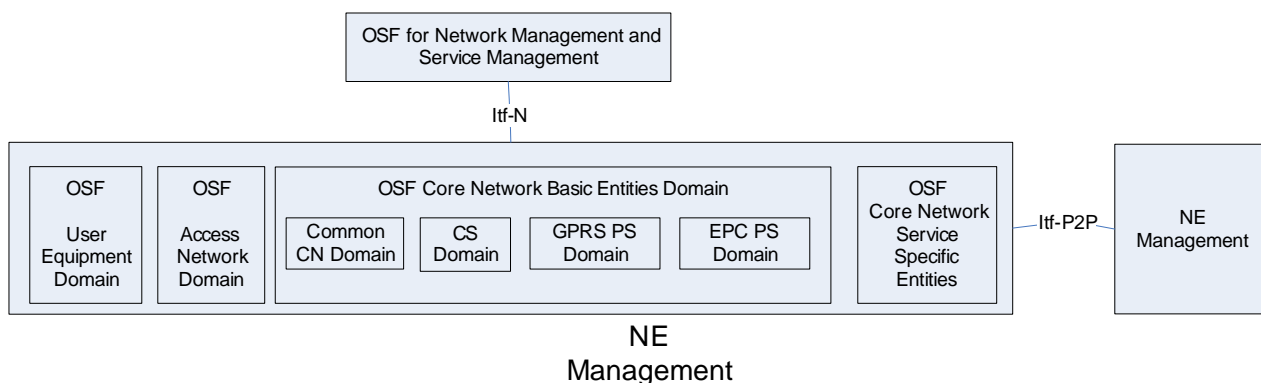 OSF for Network Management and
Service Management
Itf-N
OSF
User
Equipment
Domain
OSF
Access
Network
Domain
OSF Core Network Basic Entities Domain
Common
CN Domain
CS
Domain
GPRS PS
Domain
EPC PS
Domain
OSF
Core Network
Service
Specific
Entities
Itf-P2P
NE
Management
NE
Management